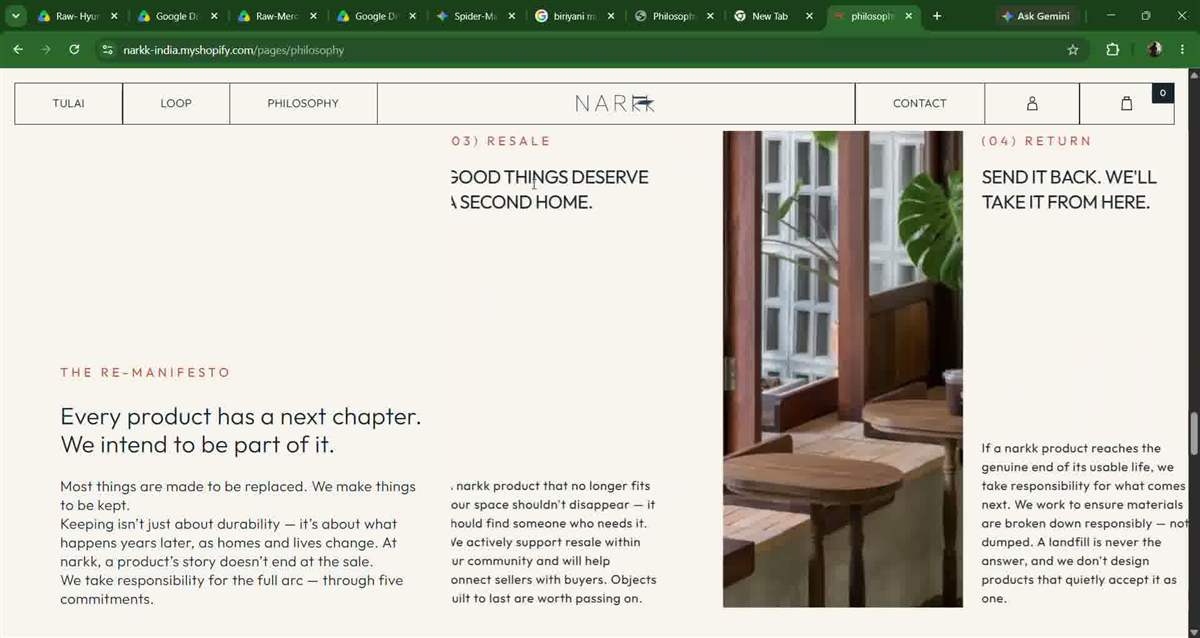 Raw- Hyun
Google Dr
Raw-Merc
Google Dr
Spider-Ma
biriyani m
Philosoph
New Tab
philosoph
Ask Gemini
narkk-india.myshopify.com/pages/philosophy
TULAI
LOOP
PHILOSOPHY
NARKK
CONTACT
0
THE RE-MANIFESTO
Every product has a next chapter.
We intend to be part of it.
Most things are made to be replaced. We make things
to be kept.
Keeping isn't just about durability — it's about what
happens years later, as homes and lives change. At
narkk, a product's story doesn't end at the sale.
We take responsibility for the full arc — through five
commitments.
03) RESALE
GOOD THINGS DESERVE
A SECOND HOME.
narkk product that no longer fits
our space shouldn't disappear — it
hould find someone who needs it.
We actively support resale within
ur community and will help
onnect sellers with buyers. Objects
uilt to last are worth passing on.
(04) RETURN
SEND IT BACK. WE'LL
TAKE IT FROM HERE.
If a narkk product reaches the
genuine end of its usable life, we
take responsibility for what comes
next. We work to ensure materials
are broken down responsibly — not
dumped. A landfill is never the
answer, and we don't design
products that quietly accept it as
one.